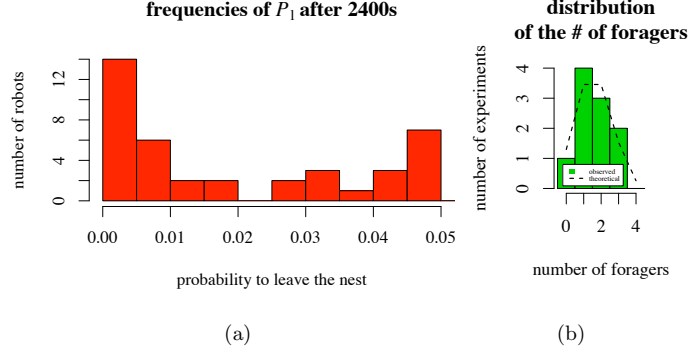 frequencies of P1 after 2400s
number of robots
0 4 8 12
0.00 0.01 0.02 0.03 0.04 0.05
probability to leave the nest
(a)
distribution
of the # of foragers
number of experiments
0 1 2 3 4
observed
theoretical
0 2 4
number of foragers
(b)